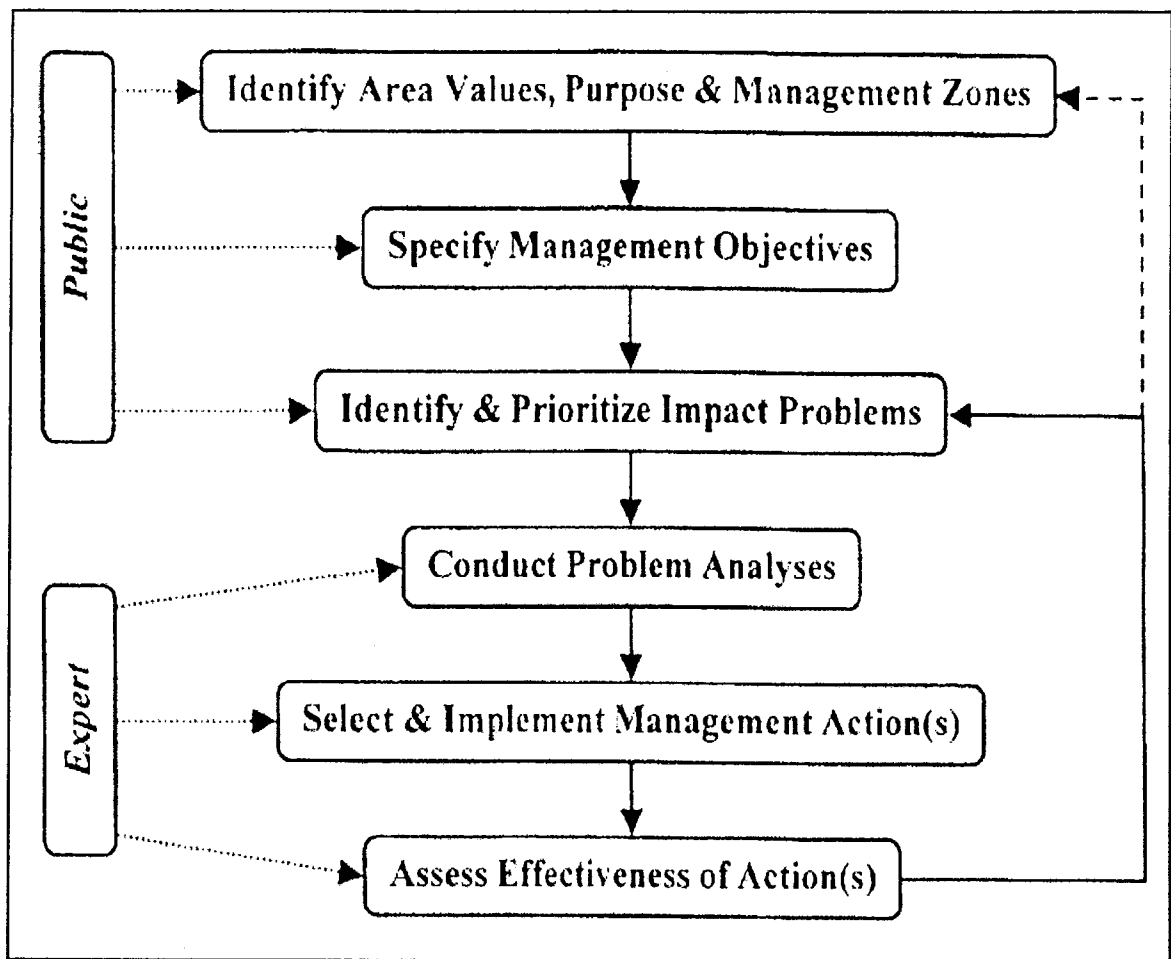 Public
Identify Area Values, Purpose & Management Zones
Specify Management Objectives
Identify & Prioritize Impact Problems
Expert
Conduct Problem Analyses
Select & Implement Management Action(s)
Assess Effectiveness of Action(s)